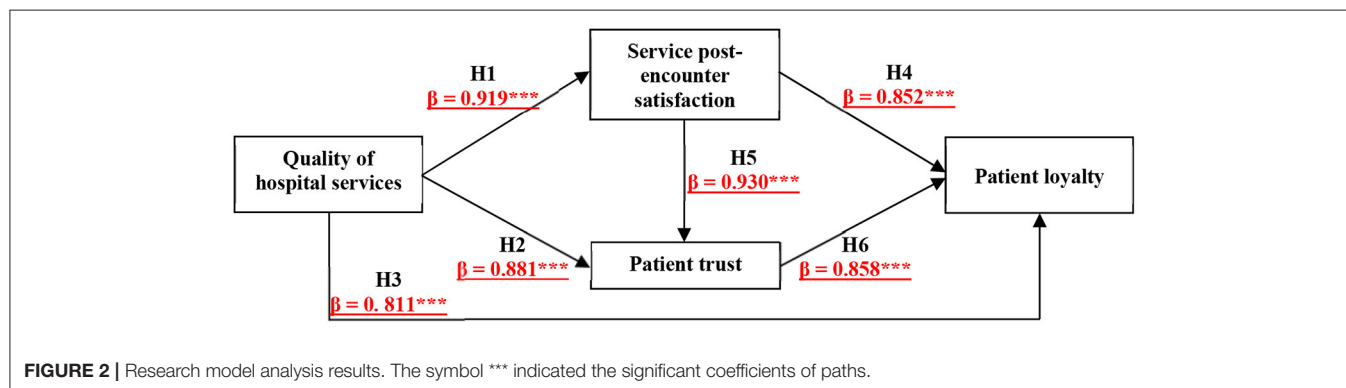 Service post-
encounter
satisfaction
H1
β = 0.919***
H4
β = 0.852***
Quality of
hospital services
H5
β = 0.930***
Patient loyalty
H2
β = 0.881***
Patient trust
H6
β = 0.858***
H3
β = 0. 811***
FIGURE 2 | Research model analysis results. The symbol *** indicated the significant coefficients of paths.